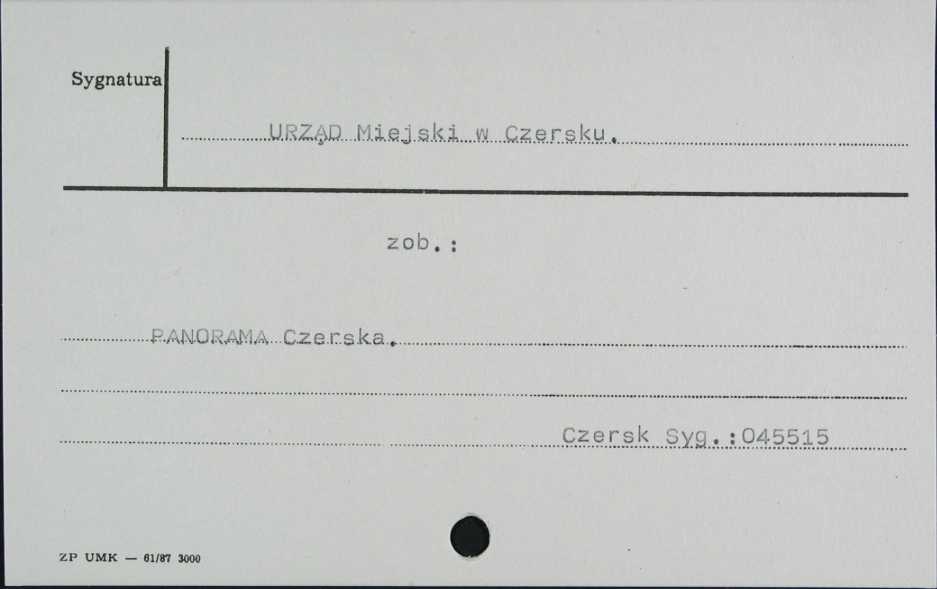 Sygnatura
URZĄD Miejski w Czersku.
zob.:
PANORAMA Czerska.
Czersk Syg.:045515
ZP UMK — 61/87 3000